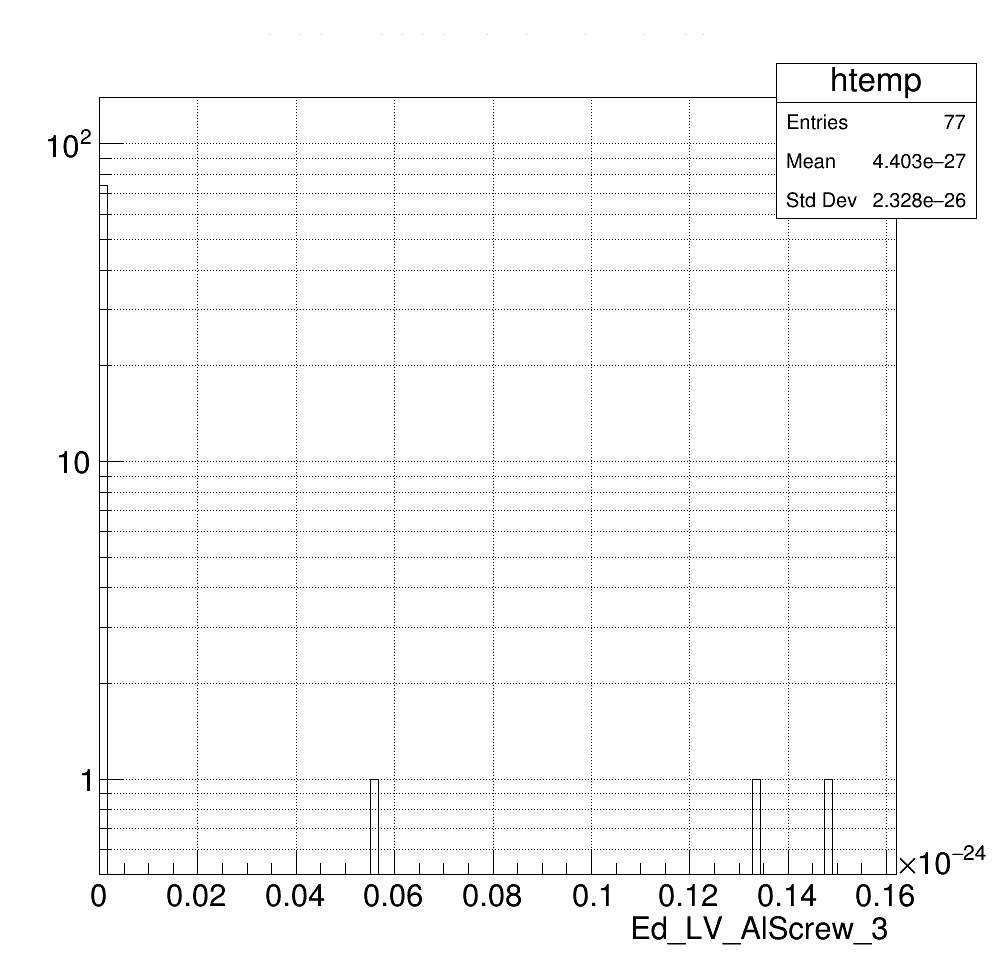 htemp
Entries 77
Mean 4.403e−27
Std Dev 2.328e−26
10²
10
1
0 0.02 0.04 0.06 0.08 0.1 0.12 0.14 0.16
×10⁻²⁴
Ed_LV_AlScrew_3